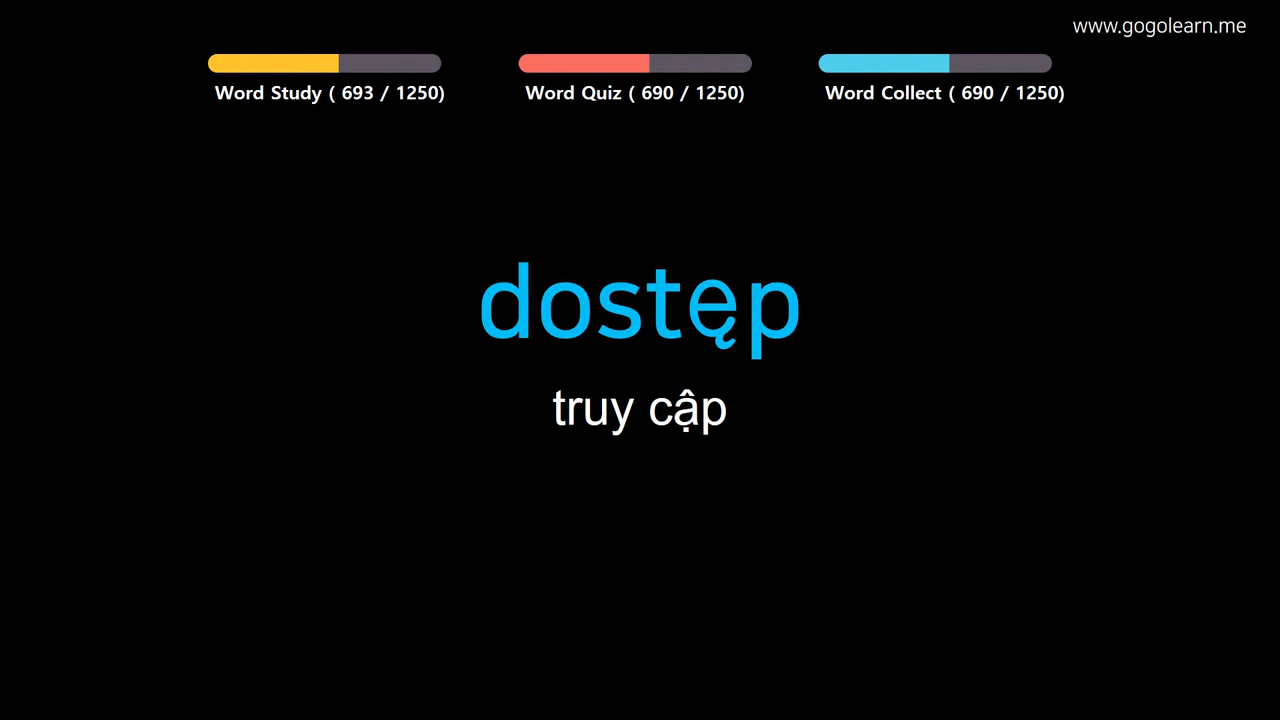 www.gogolearn.me
Word Study ( 693 / 1250)
Word Quiz ( 690 / 1250)
Word Collect ( 690 / 1250)
dostęp
truy cập